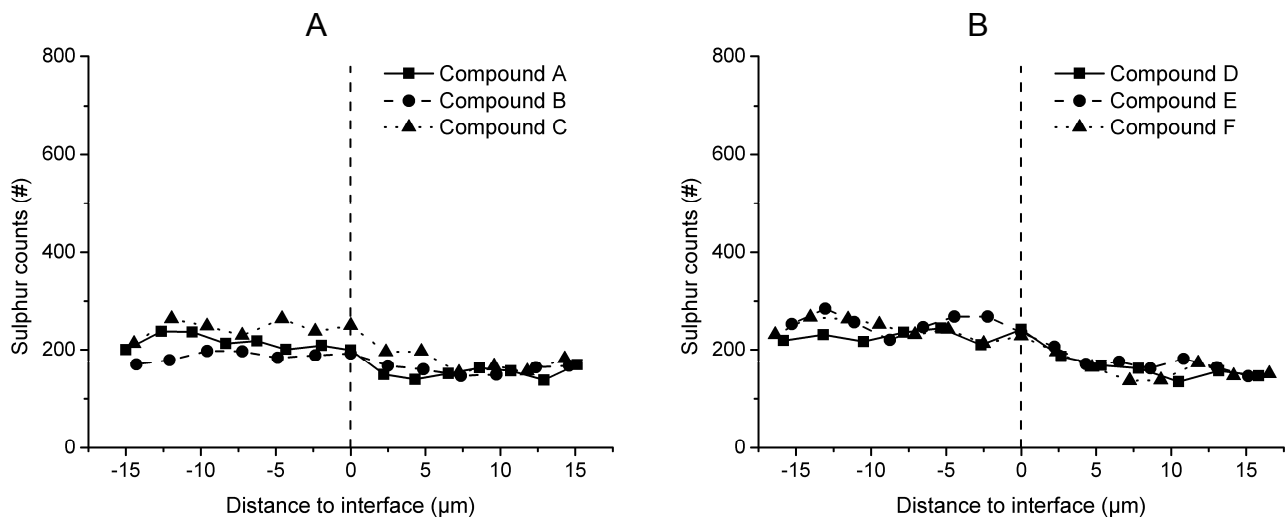 A
800
600
400
200
0
Sulphur counts (#)
Compound A
Compound B
Compound C
-15 -10 -5 0 5 10 15
Distance to interface (µm)
B
800
600
400
200
0
Sulphur counts (#)
Compound D
Compound E
Compound F
-15 -10 -5 0 5 10 15
Distance to interface (µm)